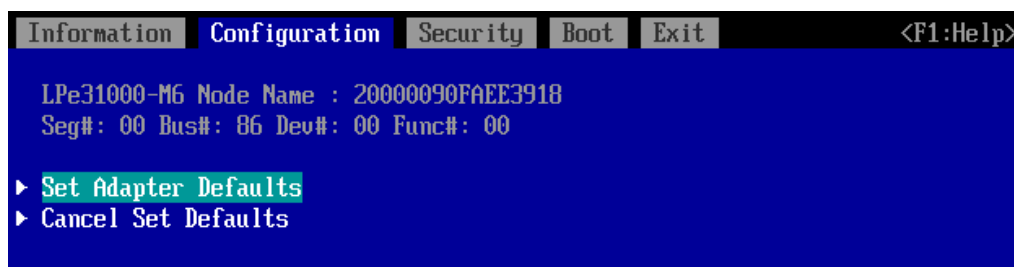 Information Configuration Security Boot Exit <F1:Help>
LPe31000-M6 Node Name : 20000090FAEE3918
Seg#: 00 Bus#: 86 Dev#: 00 Func#: 00
Set Adapter Defaults
Cancel Set Defaults